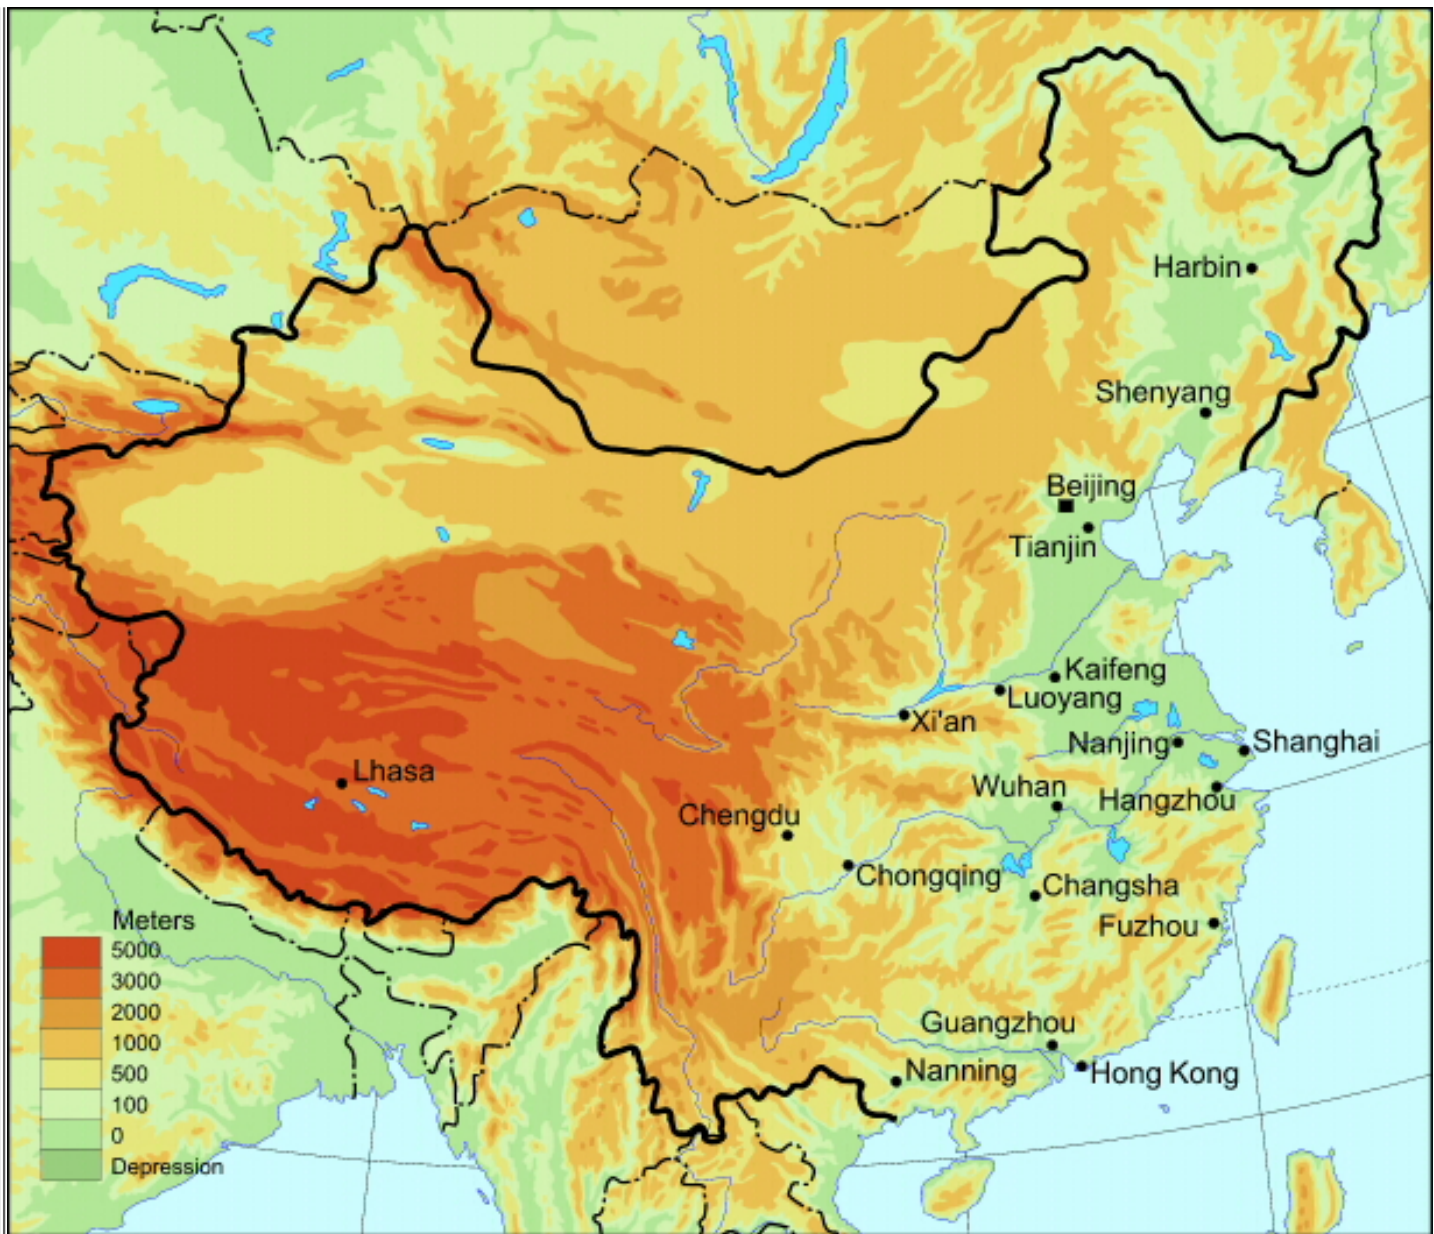 Harbin
Shenyang
Beijing
Tianjin
Kaifeng
Luoyang
Xi'an
Nanjing
Shanghai
Lhasa
Wuhan
Hangzhou
Chengdu
Chongqing
Changsha
Fuzhou
Guangzhou
Nanning
Hong Kong
Meters
5000
3000
2000
1000
500
100
0
Depression